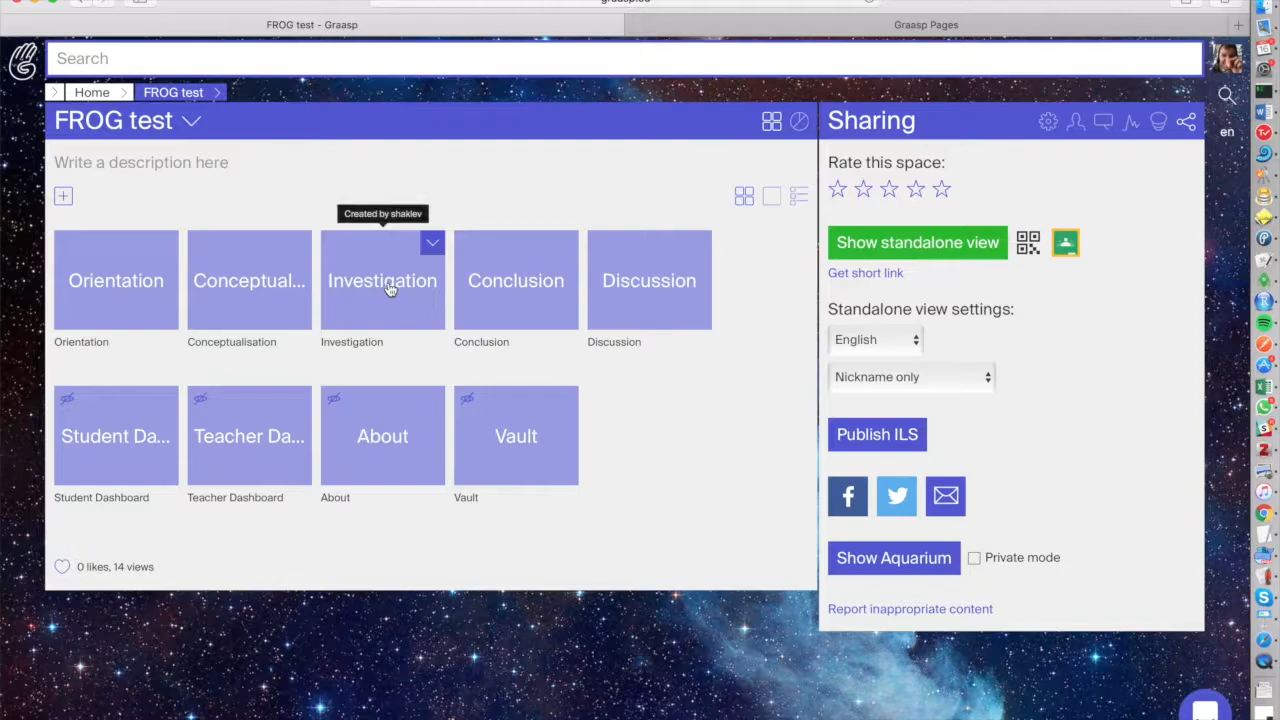 FROG test - Graasp
Graasp Pages
Search
Home
FROG test
en
FROG test
Sharing
Write a description here
Rate this space:
Created by shaklev
Show standalone view
Get short link
Orientation
Conceptual...
Investigation
Conclusion
Discussion
Standalone view settings:
Orientation
Conceptualisation
Investigation
Conclusion
Discussion
English
Nickname only
Student Da...
Teacher Da...
About
Vault
Publish ILS
Student Dashboard
Teacher Dashboard
About
Vault
0 likes, 14 views
Show Aquarium
Private mode
Report inappropriate content